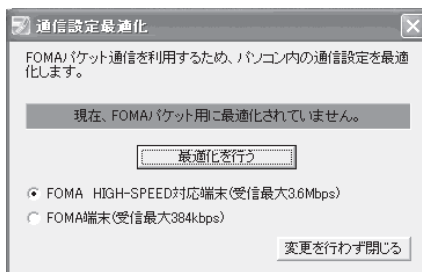 通信設定最適化
FOMAパケット通信を利用するため、パソコン内の通信設定を最適
化します。
現在、FOMAパケット用に最適化されていません。
最適化を行う
FOMA HIGH-SPEED対応端末(受信最大3.6Mbps)
FOMA端末(受信最大384kbps)
変更を行わず閉じる